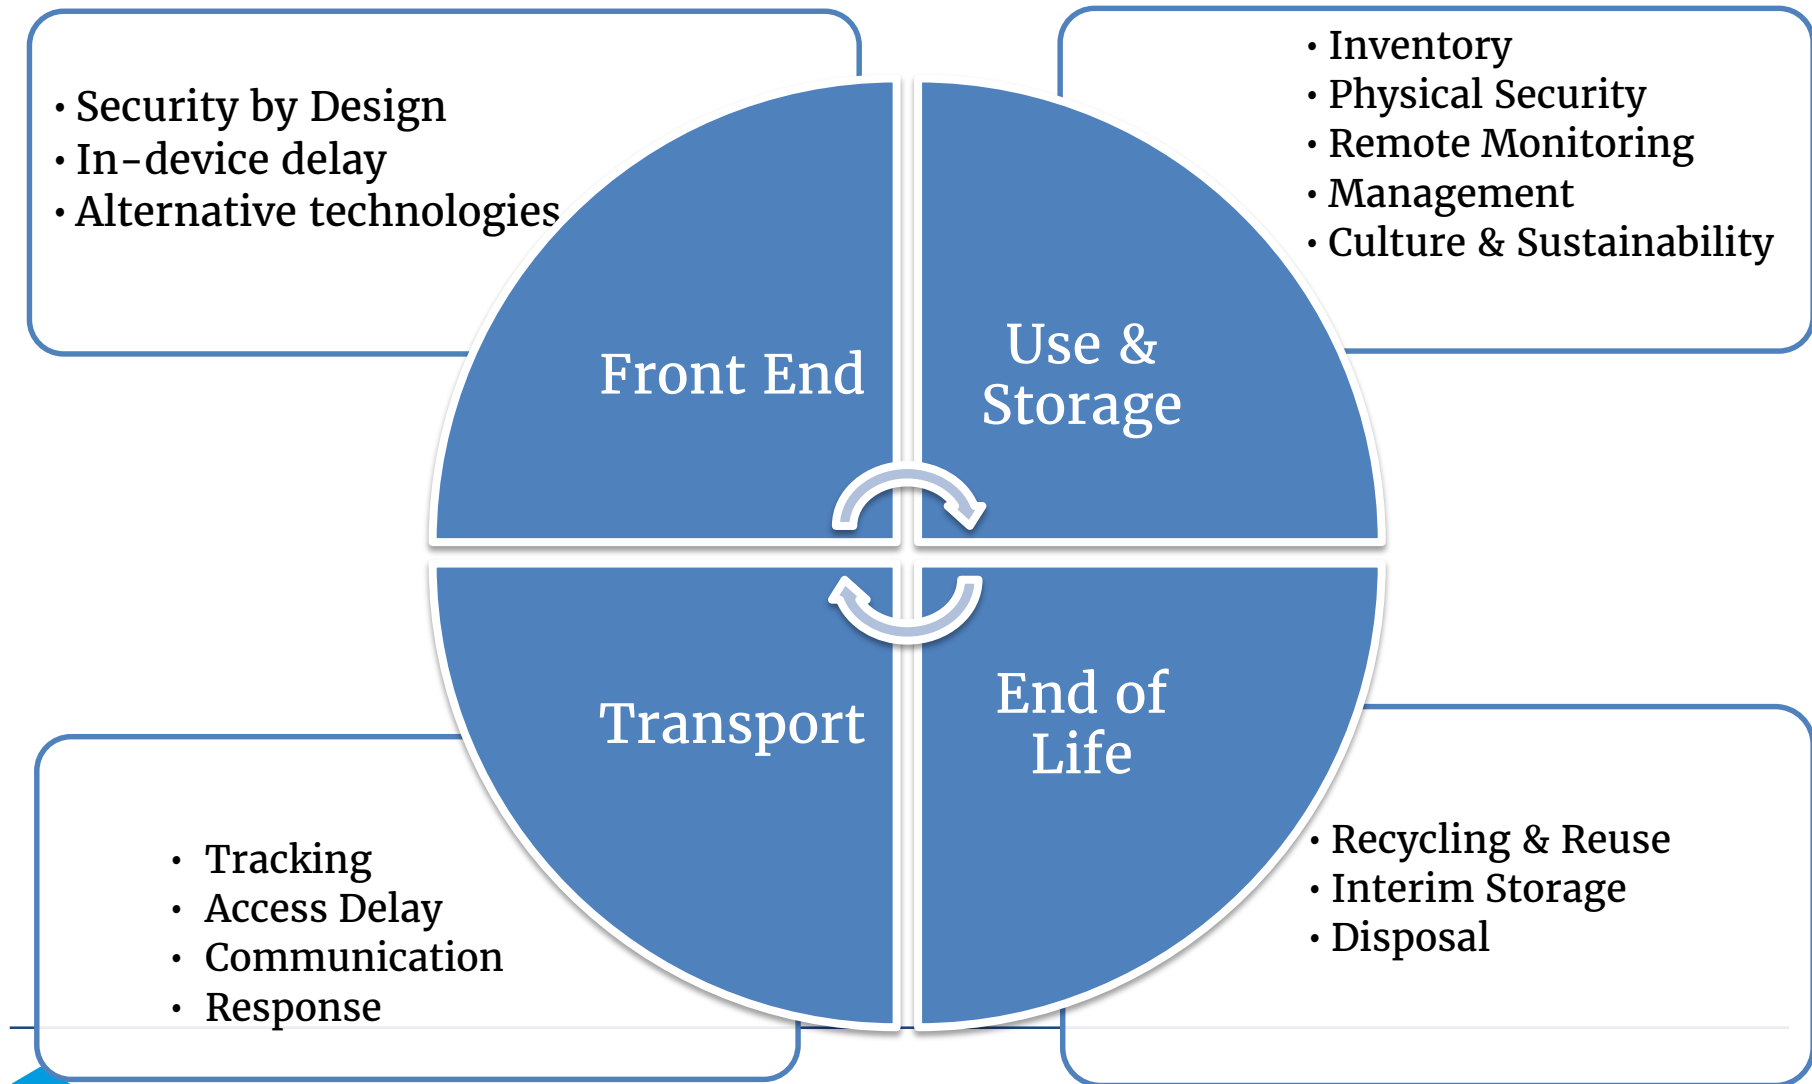 • Security by Design
• In-device delay
• Alternative technologies
• Inventory
• Physical Security
• Remote Monitoring
• Management
• Culture & Sustainability
Front End
Use &
Storage
Transport
End of
Life
• Tracking
• Access Delay
• Communication
• Response
• Recycling & Reuse
• Interim Storage
• Disposal